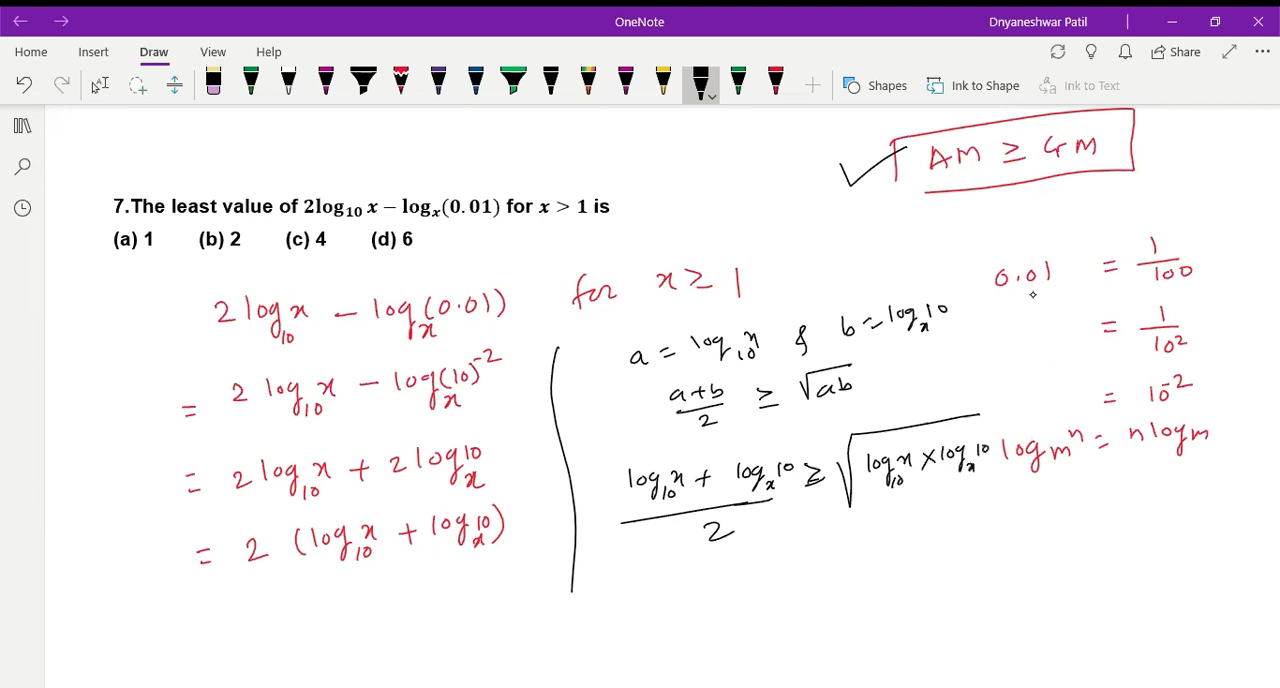 OneNote
Dnyaneshwar Patil
Home Insert Draw View Help
Share
Shapes Ink to Shape Ink to Text
AM ≥ GM
7.The least value of 2log₁₀ x − logₓ(0.01) for x > 1 is
(a) 1 (b) 2 (c) 4 (d) 6
2 log₁₀ x − logₓ(0.01) for x ≥ 1
= 2 log₁₀ x − logₓ(10)⁻²
= 2 log₁₀ x + 2 logₓ 10
= 2 (log₁₀ x + logₓ 10)
a = log₁₀ x & b = logₓ 10
a+b/2 ≥ √ab
log₁₀ x + logₓ 10 / 2 ≥ √(log₁₀ x × logₓ 10)
0.01 = 1/100
= 1/10²
= 10⁻²
log mⁿ = n log m